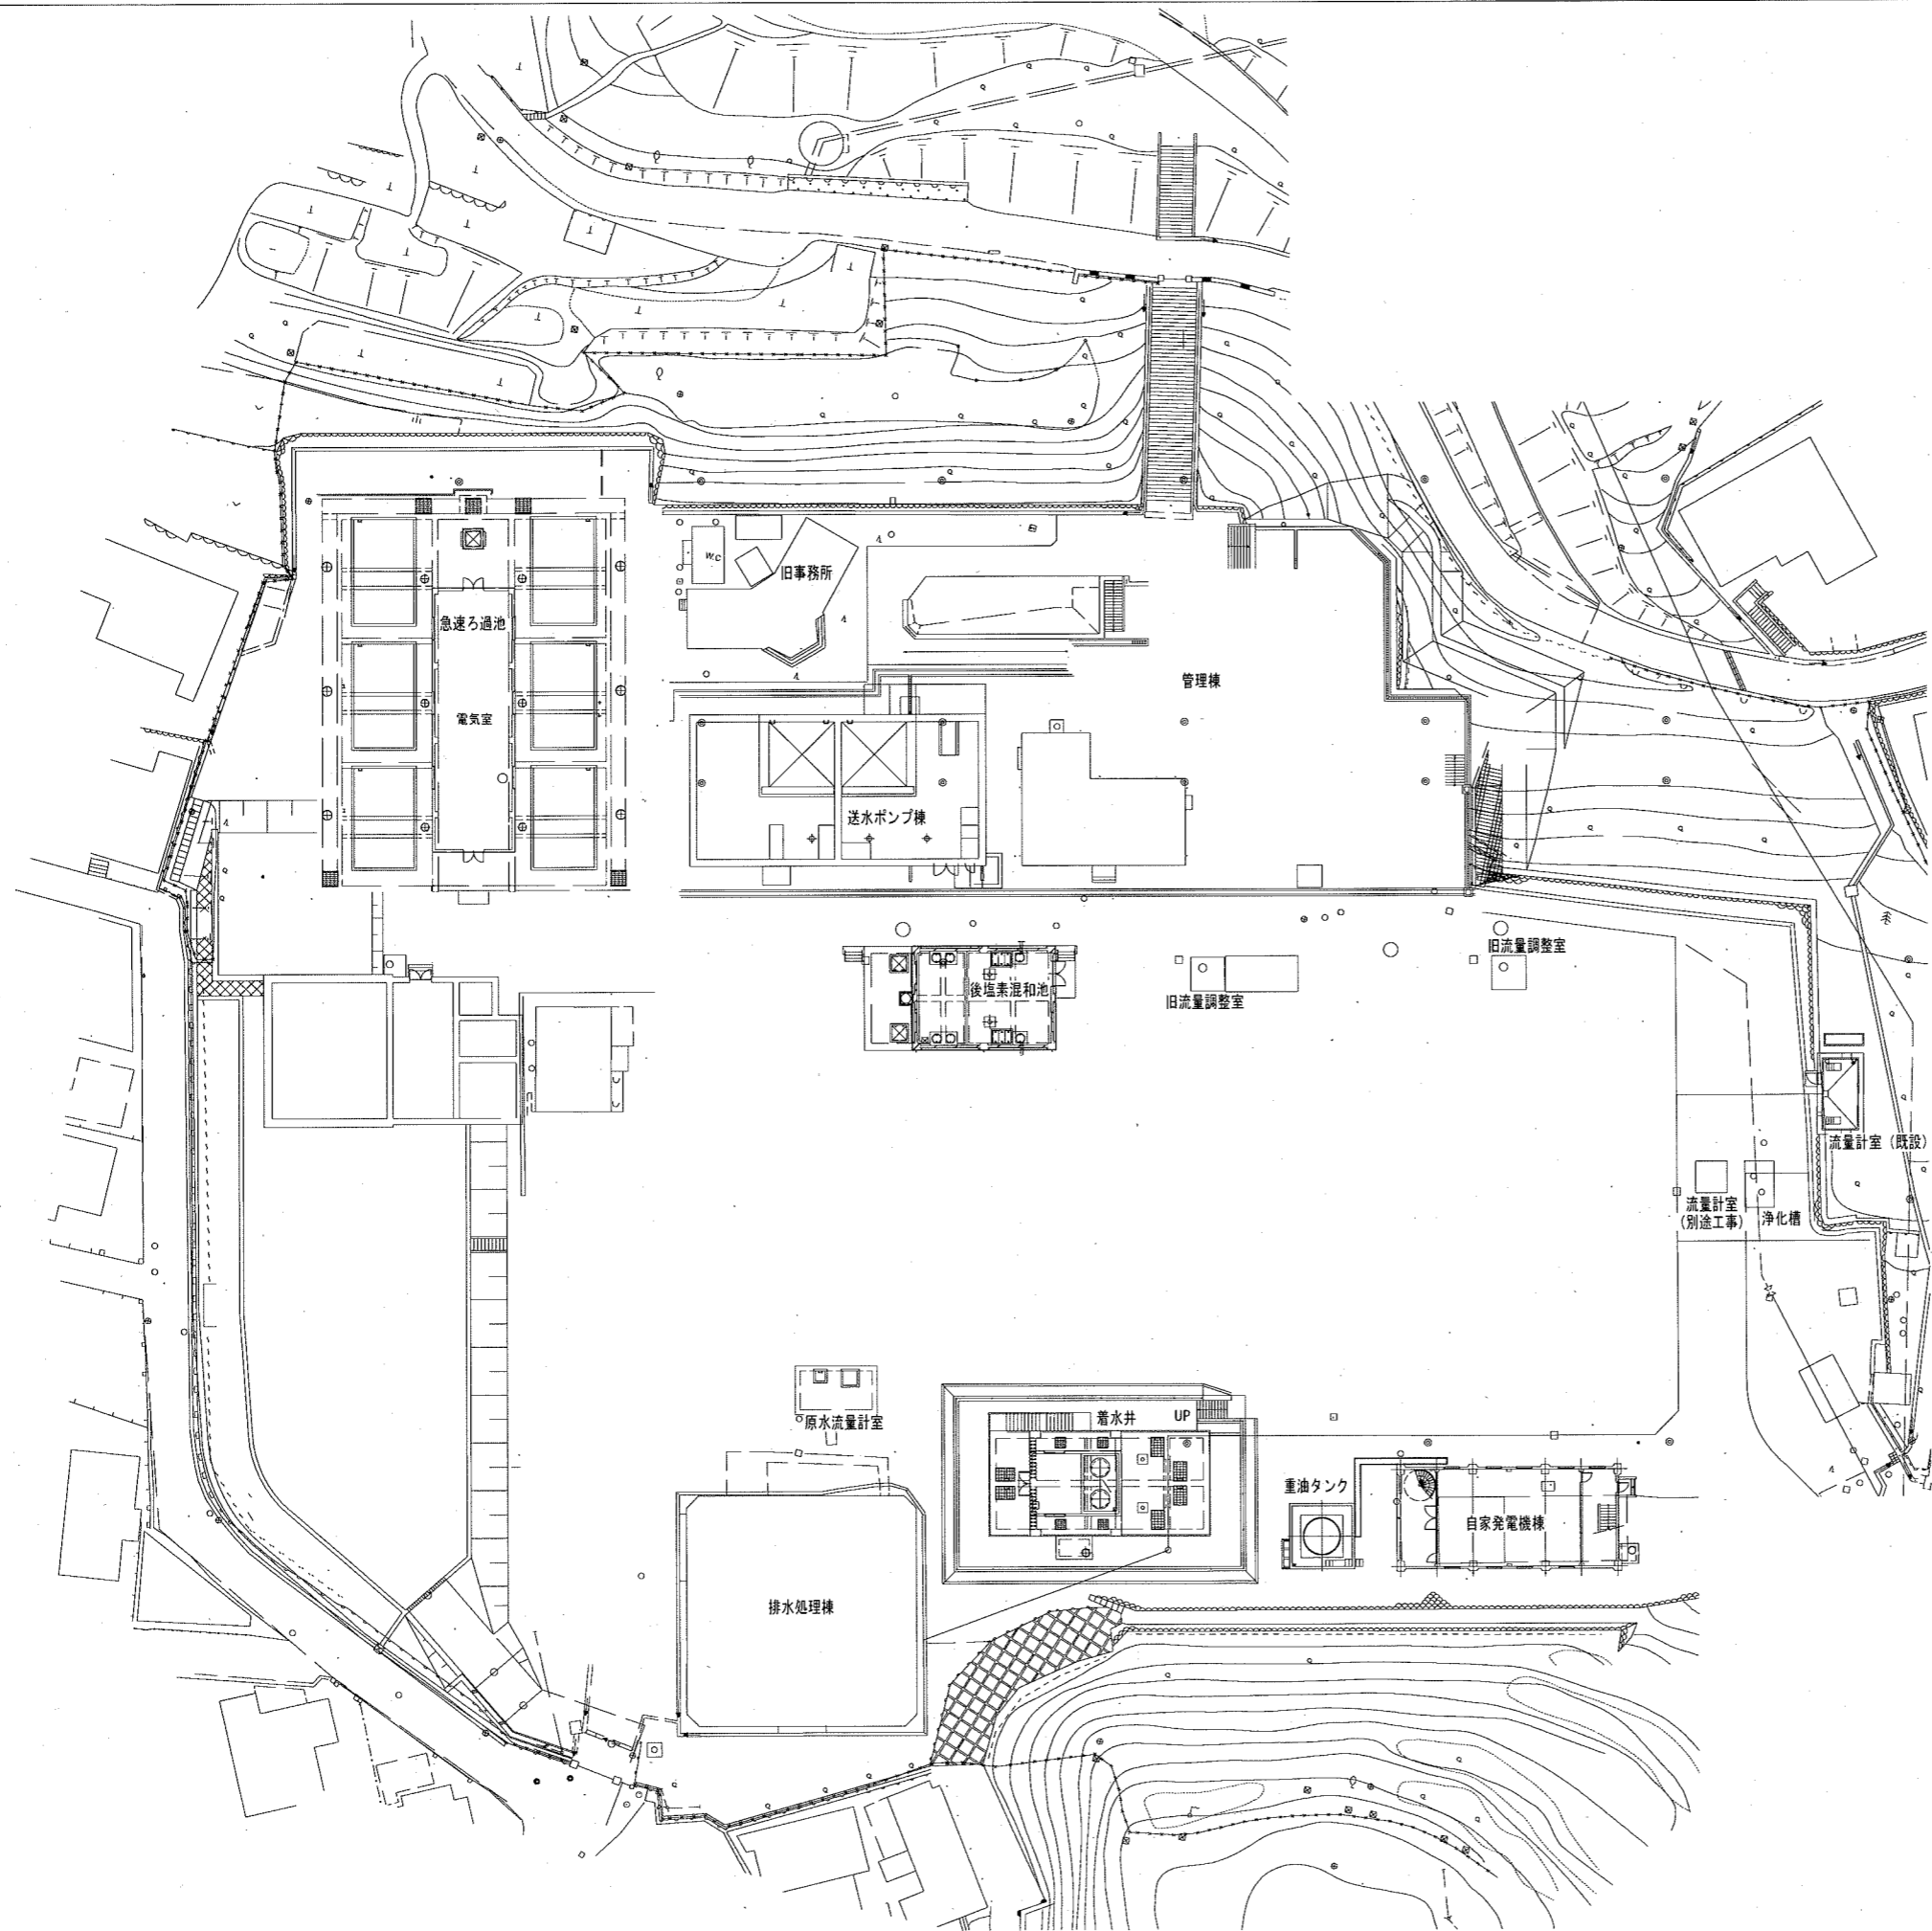 W.C
旧事務所
急速ろ過池
管理棟
電気室
送水ポンプ棟
旧流量調整室
後塩素混和池
旧流量調整室
流量計室（既設）
流量計室
（別途工事）
浄化槽
原水流量計室
着水井
UP
重油タンク
自家発電機棟
排水処理棟